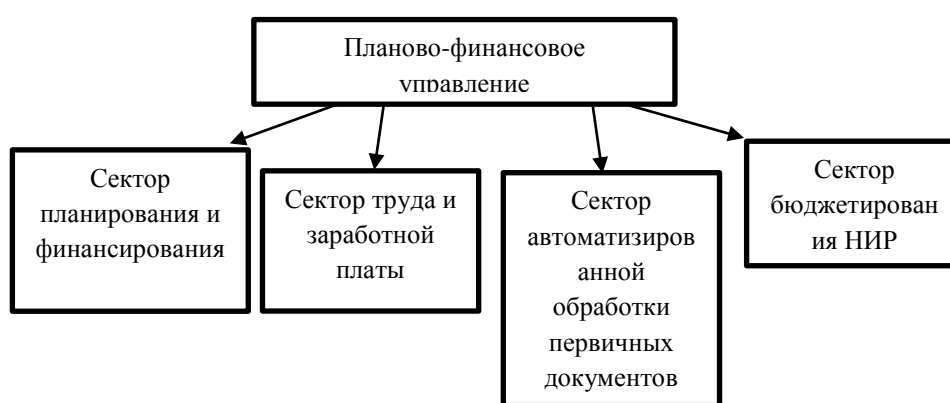 Планово-финансовое
управление
Сектор
планирования и
финансирования
Сектор труда и
заработной
платы
Сектор
автоматизиров
анной
обработки
первичных
документов
Сектор
бюджетирован
ия НИР